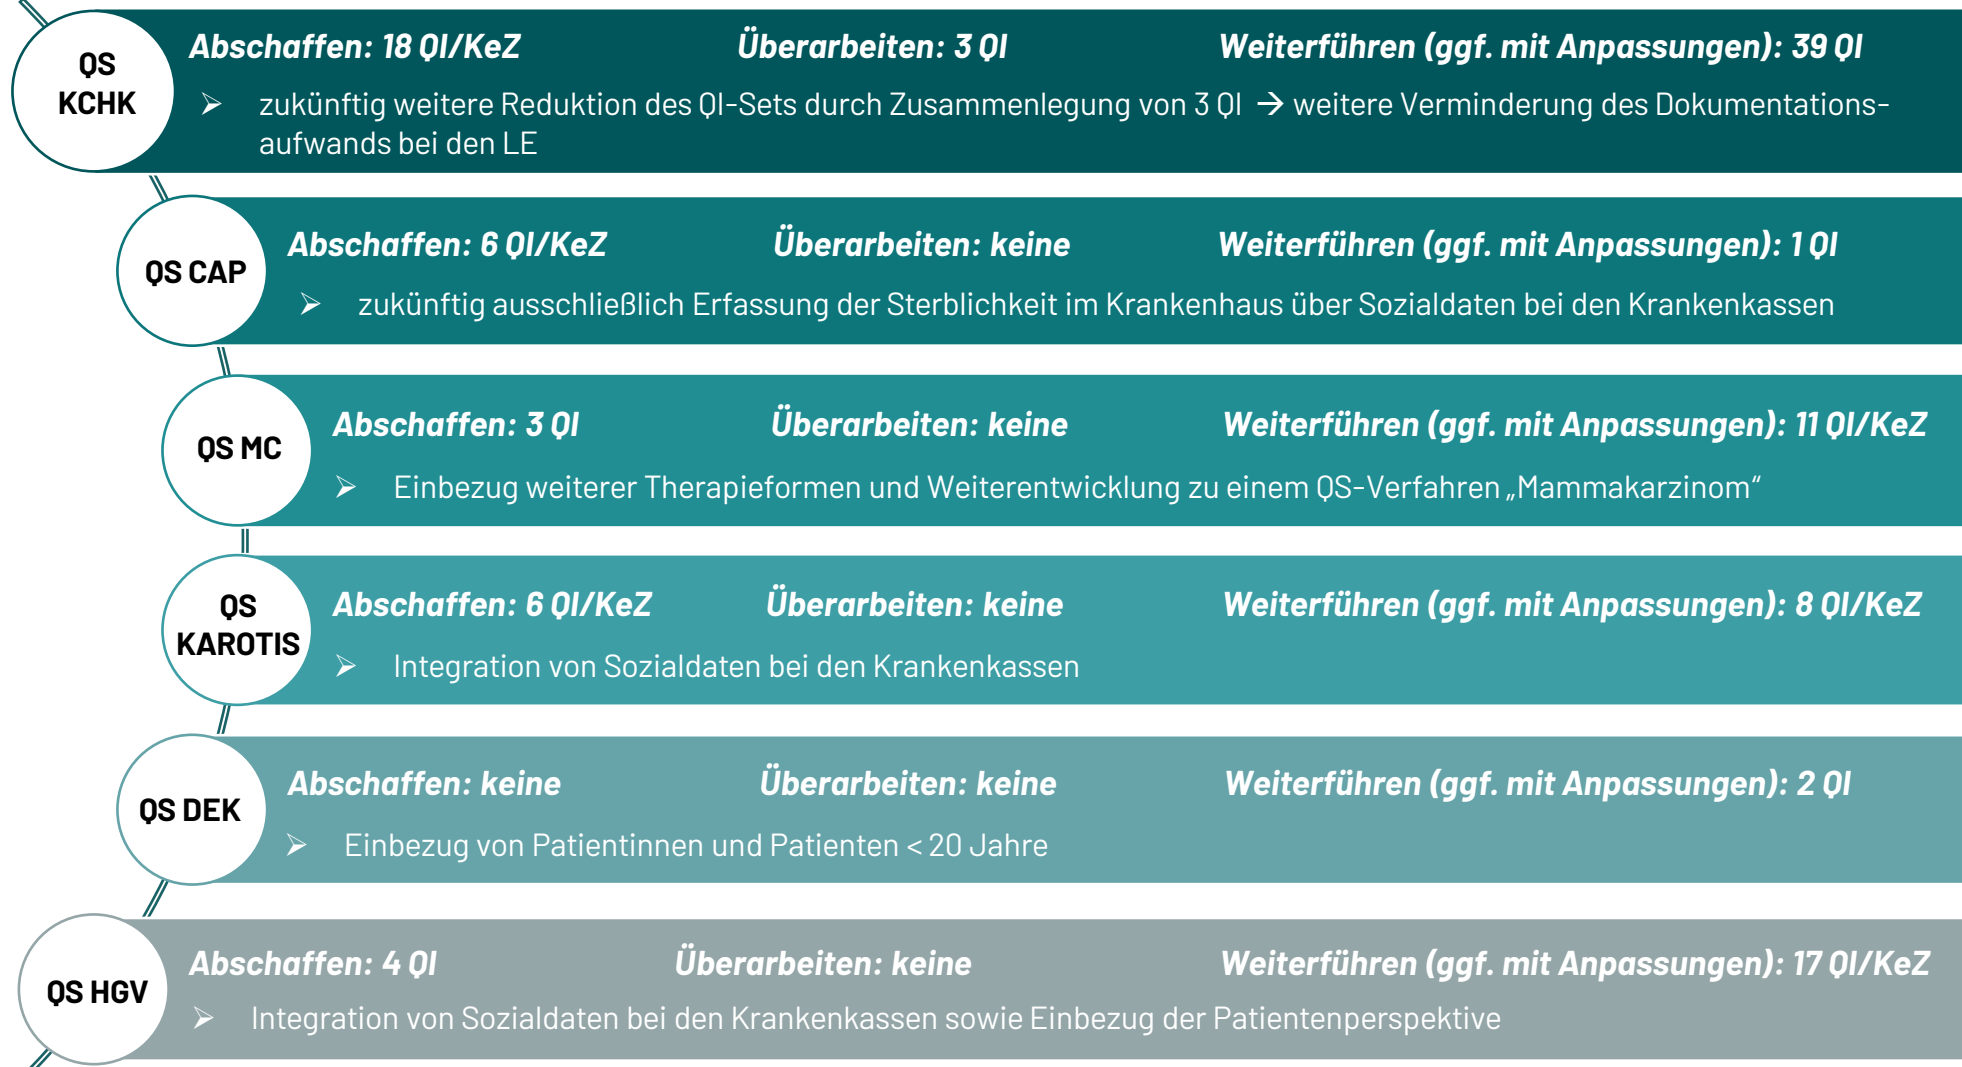 QS
KCHK
Abschaffen: 18 QI/KeZ Überarbeiten: 3 QI Weiterführen (ggf. mit Anpassungen): 39 QI
➢ zukünftig weitere Reduktion des QI-Sets durch Zusammenlegung von 3 QI → weitere Verminderung des Dokumentations-
aufwands bei den LE
QS CAP
Abschaffen: 6 QI/KeZ Überarbeiten: keine Weiterführen (ggf. mit Anpassungen): 1 QI
➢ zukünftig ausschließlich Erfassung der Sterblichkeit im Krankenhaus über Sozialdaten bei den Krankenkassen
QS MC
Abschaffen: 3 QI Überarbeiten: keine Weiterführen (ggf. mit Anpassungen): 11 QI/KeZ
➢ Einbezug weiterer Therapieformen und Weiterentwicklung zu einem QS-Verfahren „Mammakarzinom“
QS
KAROTIS
Abschaffen: 6 QI/KeZ Überarbeiten: keine Weiterführen (ggf. mit Anpassungen): 8 QI/KeZ
➢ Integration von Sozialdaten bei den Krankenkassen
QS DEK
Abschaffen: keine Überarbeiten: keine Weiterführen (ggf. mit Anpassungen): 2 QI
➢ Einbezug von Patientinnen und Patienten < 20 Jahre
QS HGV
Abschaffen: 4 QI Überarbeiten: keine Weiterführen (ggf. mit Anpassungen): 17 QI/KeZ
➢ Integration von Sozialdaten bei den Krankenkassen sowie Einbezug der Patientenperspektive